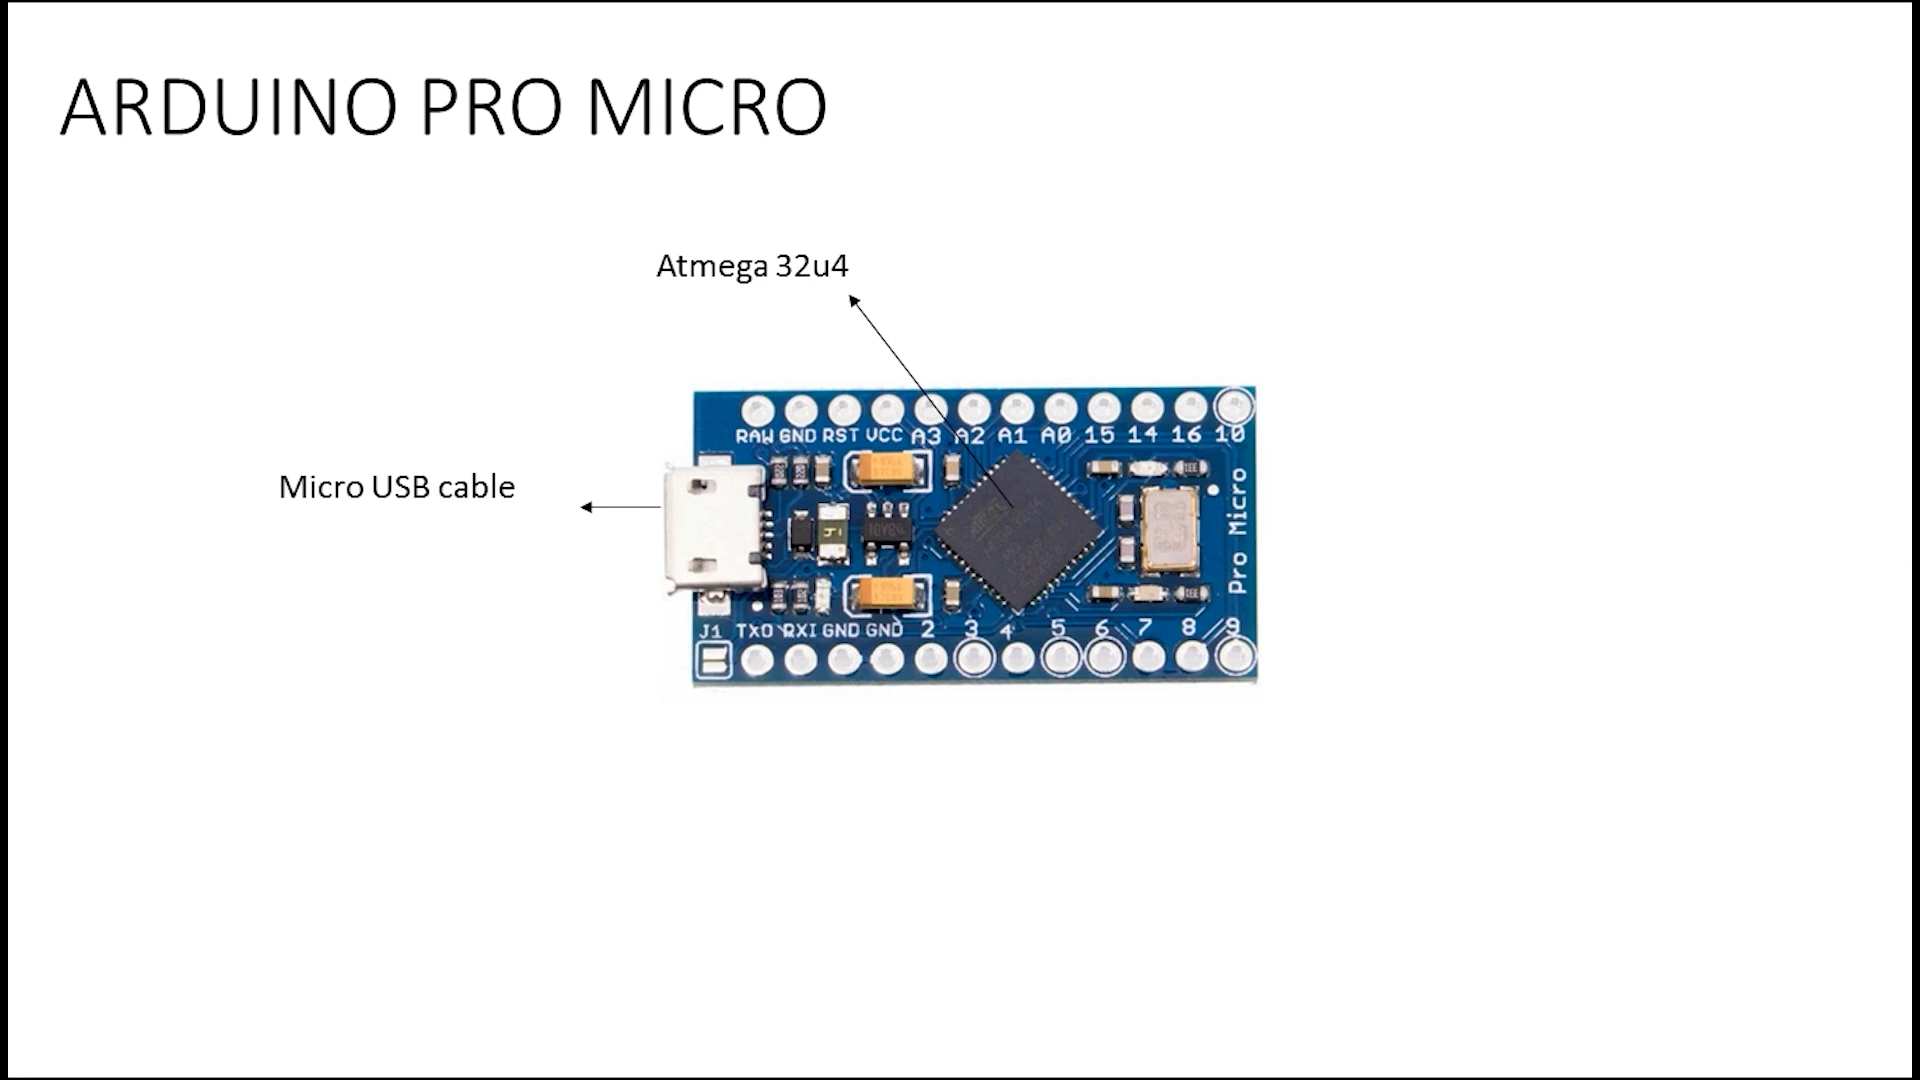 ARDUINO PRO MICRO
Atmega 32u4
Micro USB cable
RAW GND RST VCC A3 A2 A1 A0 15 14 16 10
Pro Micro
J1 TXO RXI GND GND 2 3 4 5 6 7 8 9